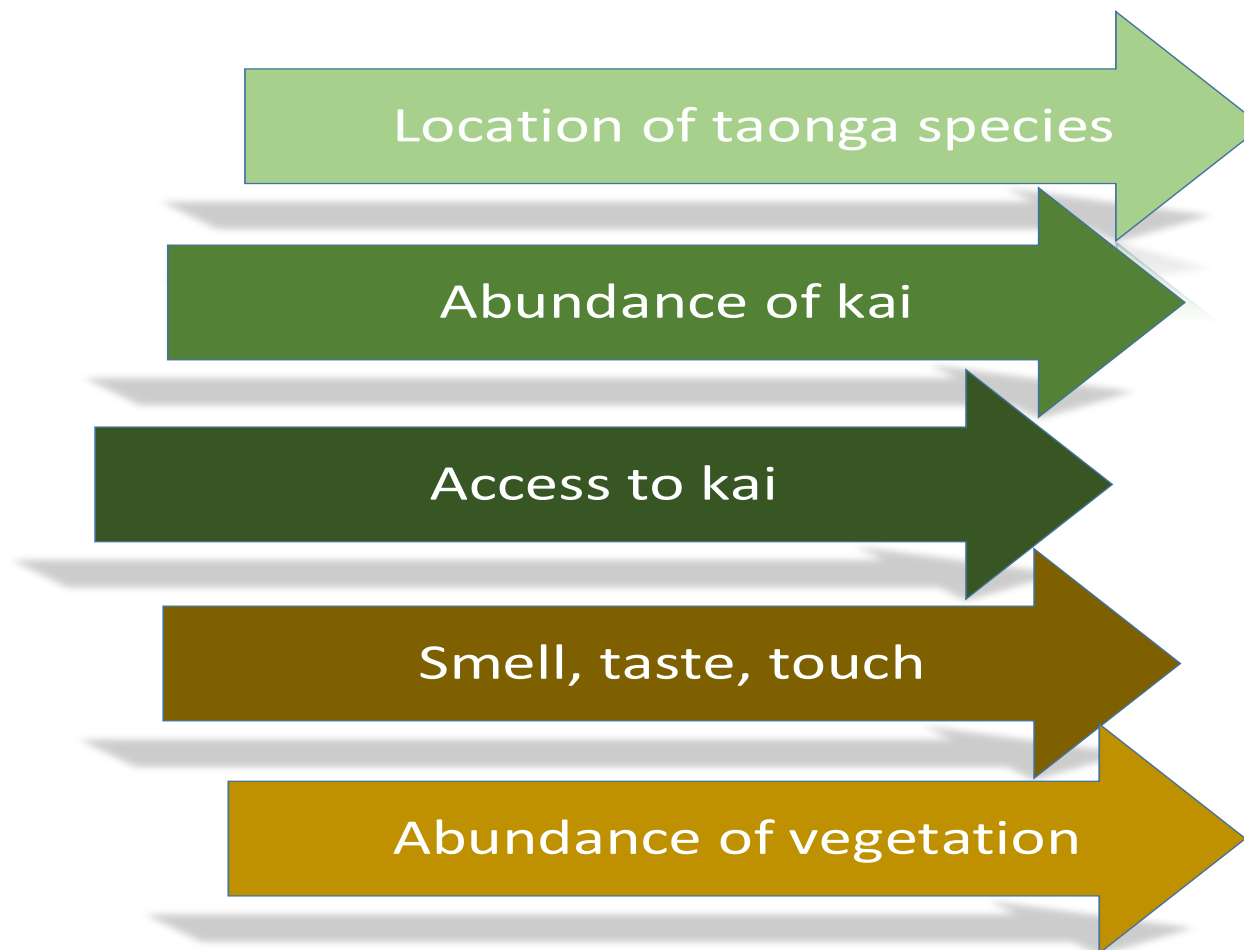 Location of taonga species
Abundance of kai
Access to kai
Smell, taste, touch
Abundance of vegetation